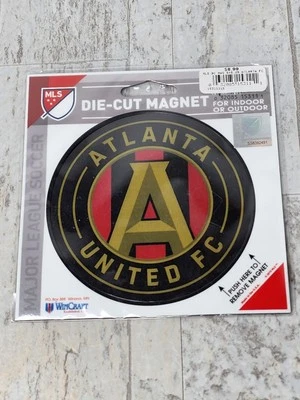 MLS
DIE-CUT MAGNET
FOR INDOOR
OR OUTDOOR
MAJOR LEAGUE SOCCER
ATLANTA
A
UNITED FC
PUSH HERE TO
REMOVE MAGNET
WINCRAFT